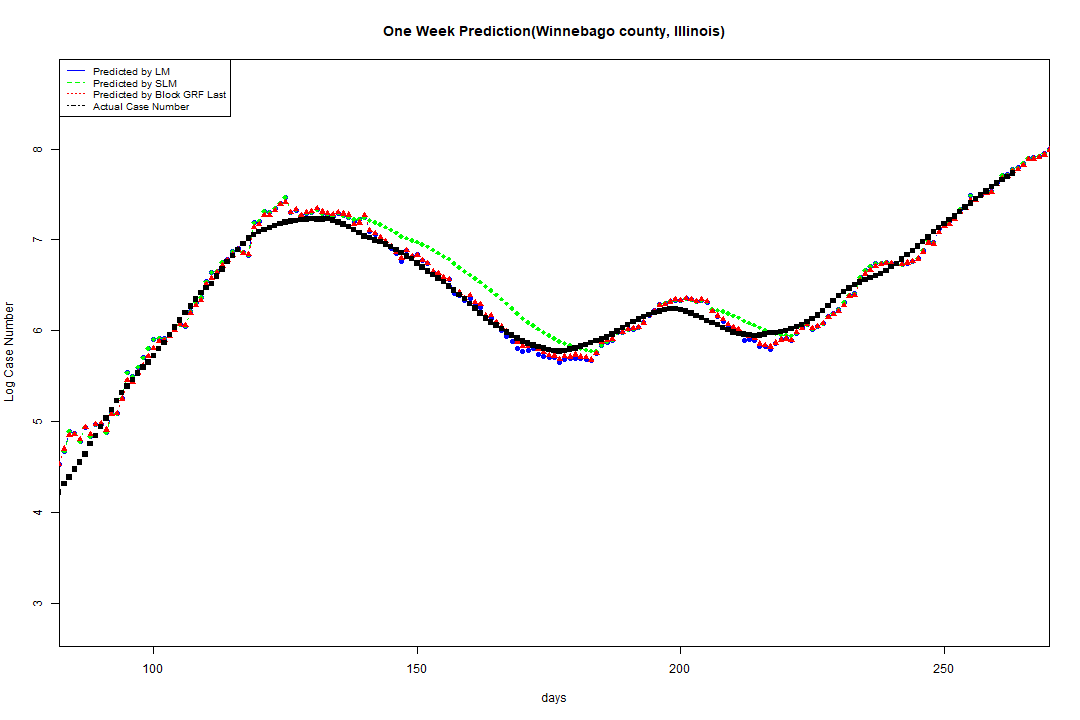 One Week Prediction(Winnebago county, Illinois)
Predicted by LM
Predicted by SLM
Predicted by Block GRF Last
Actual Case Number
8
7
6
5
4
3
Log Case Number
100 150 200 250
days